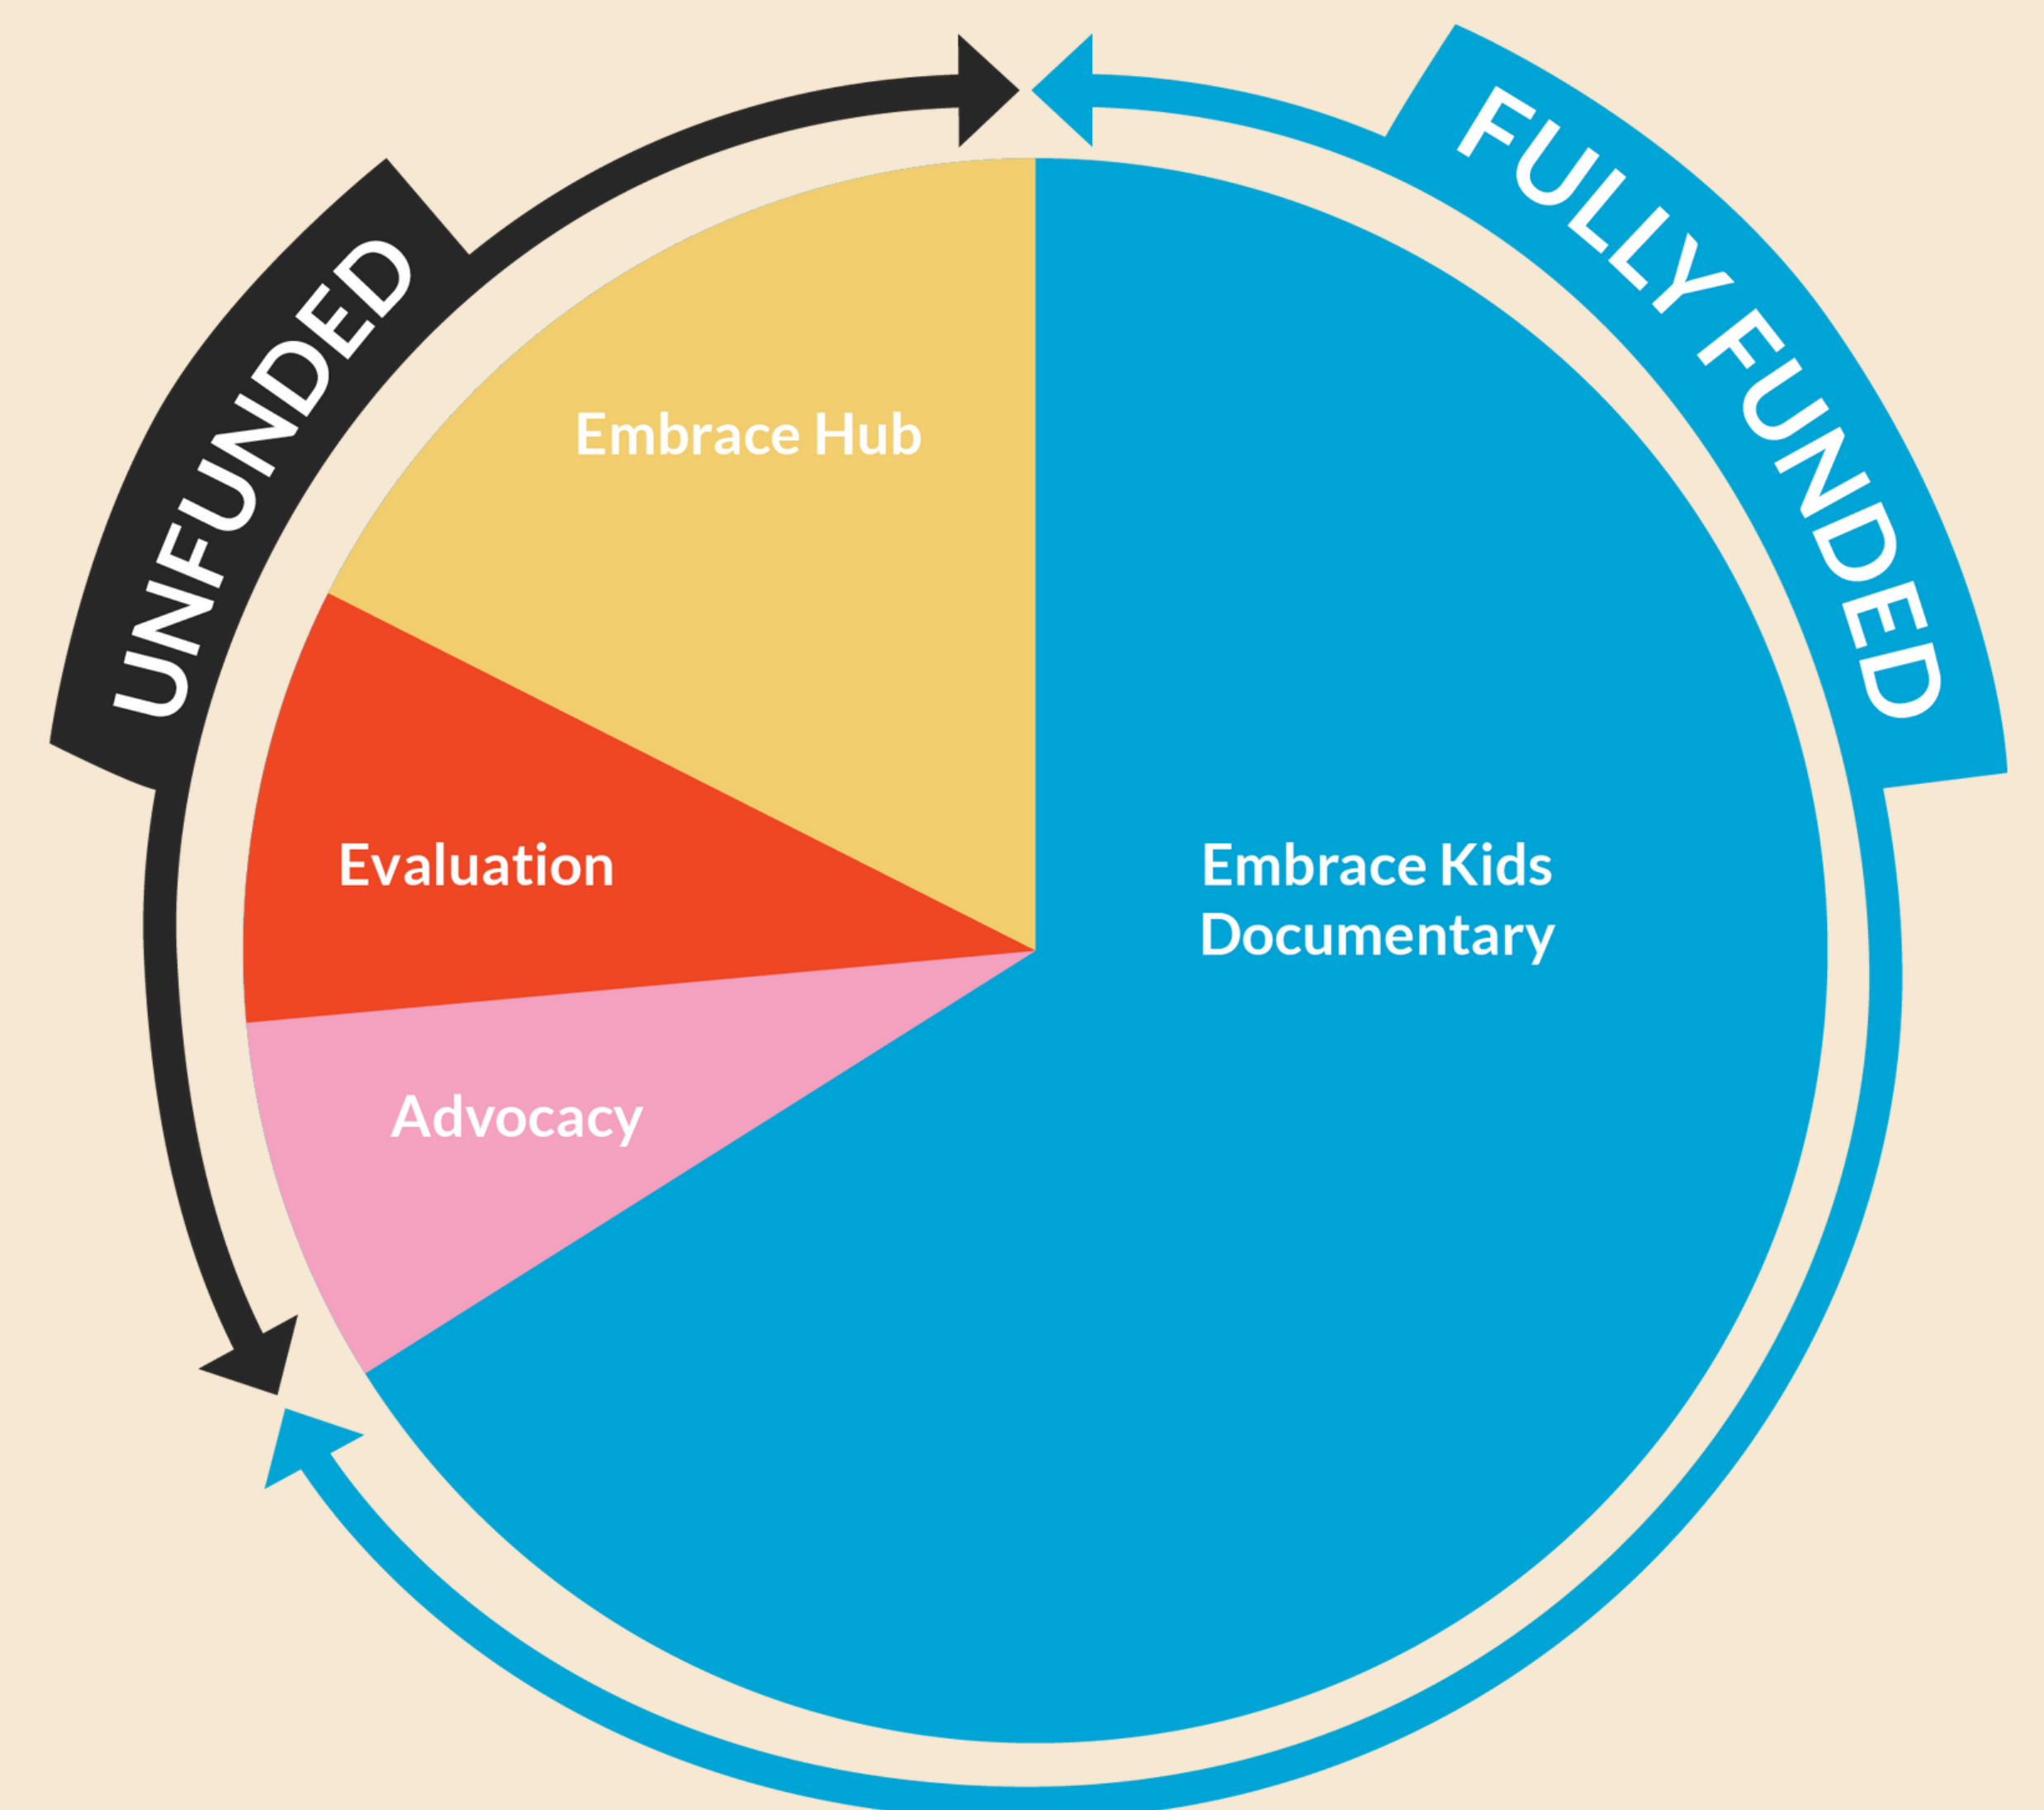 UNFUNDED
FULLY FUNDED
Embrace Hub
Evaluation
Embrace Kids
Documentary
Advocacy